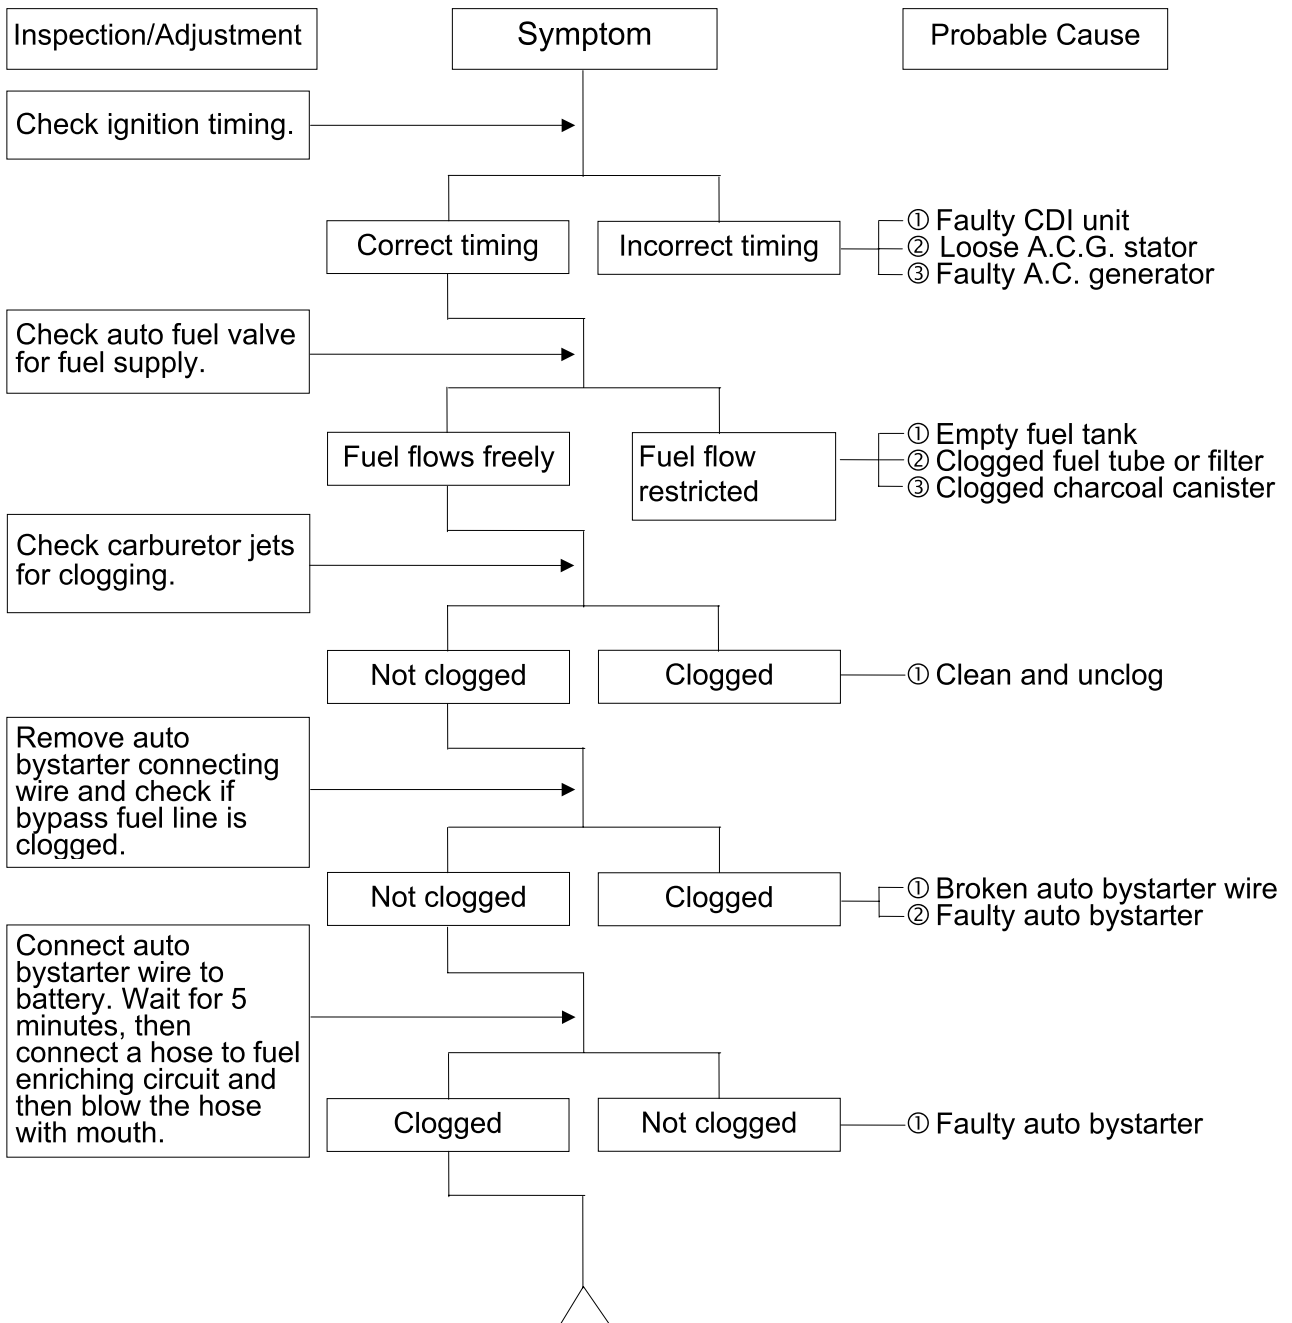 Inspection/Adjustment
Symptom
Probable Cause
Check ignition timing.
Correct timing
Incorrect timing
① Faulty CDI unit
② Loose A.C.G. stator
③ Faulty A.C. generator
Check auto fuel valve
for fuel supply.
Fuel flows freely
Fuel flow
restricted
① Empty fuel tank
② Clogged fuel tube or filter
③ Clogged charcoal canister
Check carburetor jets
for clogging.
Not clogged
Clogged
① Clean and unclog
Remove auto
bystarter connecting
wire and check if
bypass fuel line is
clogged.
Not clogged
Clogged
① Broken auto bystarter wire
② Faulty auto bystarter
Connect auto
bystarter wire to
battery. Wait for 5
minutes, then
connect a hose to fuel
enriching circuit and
then blow the hose
with mouth.
Clogged
Not clogged
① Faulty auto bystarter